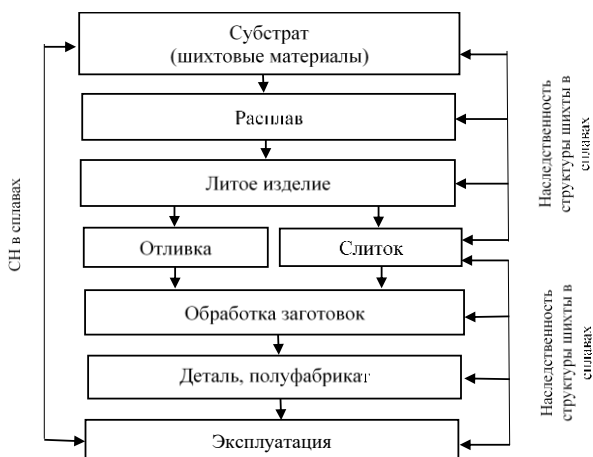 Субстрат
(шихтовые материалы)
Расплав
Литое изделие
Отливка
Слиток
Обработка заготовок
Деталь, полуфабрикат
Эксплуатация
СН в сплавах
Наследственность
структуры шихты в
сплавах
Наследственность
структуры шихты в
сплавах